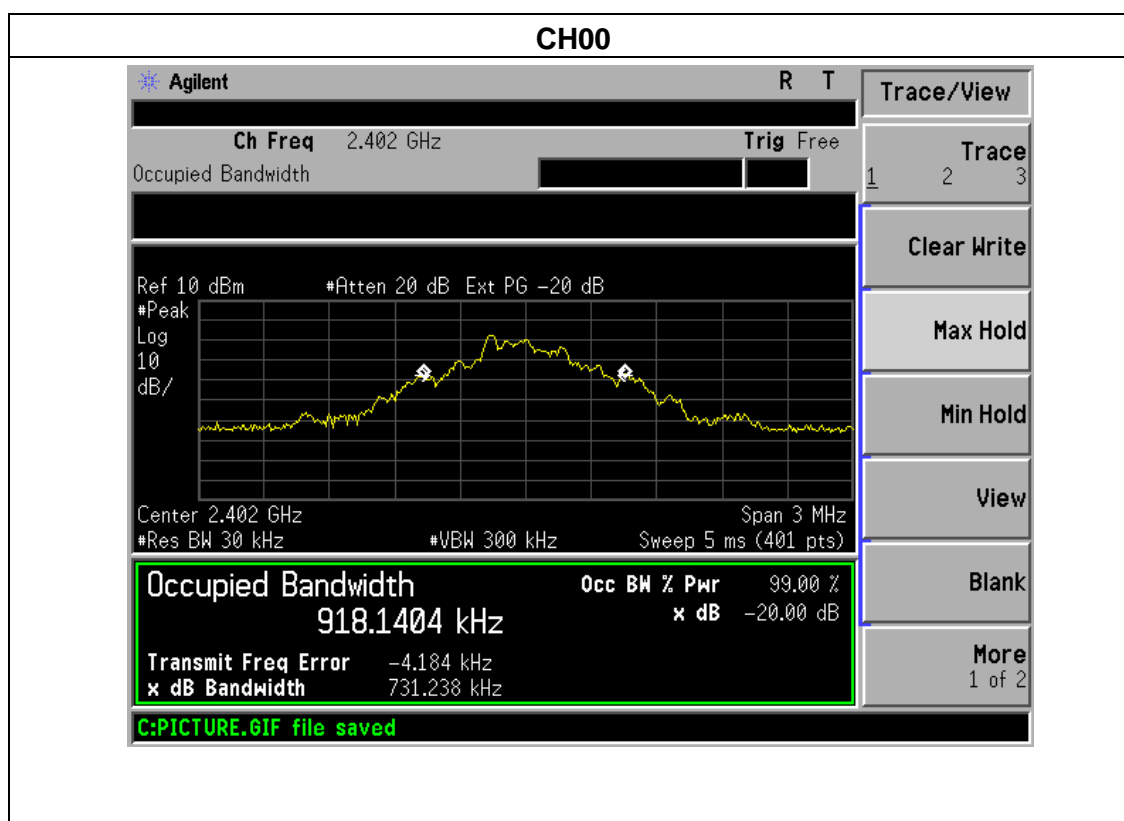 CH00
Agilent R T
Trace/View
Ch Freq 2.402 GHz Trig Free
Occupied Bandwidth
Trace
1 2 3
Clear Write
Ref 10 dBm #Atten 20 dB Ext PG -20 dB
#Peak
Log
10
dB/
Max Hold
Min Hold
View
Center 2.402 GHz Span 3 MHz
#Res BW 30 kHz #VBW 300 kHz Sweep 5 ms (401 pts)
Occupied Bandwidth Occ BW % Pwr 99.00 %
918.1404 kHz x dB -20.00 dB
Blank
Transmit Freq Error -4.184 kHz
x dB Bandwidth 731.238 kHz
More
1 of 2
C:PICTURE.GIF file saved